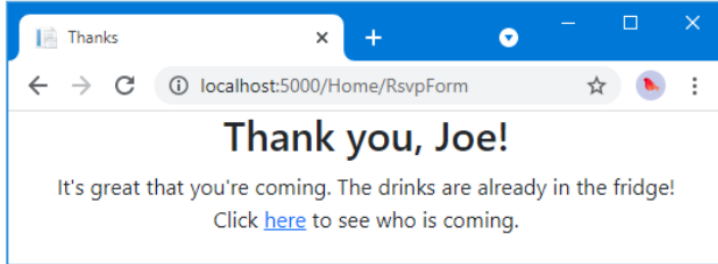 Thanks
localhost:5000/Home/RsvpForm
Thank you, Joe!
It's great that you're coming. The drinks are already in the fridge!
Click here to see who is coming.